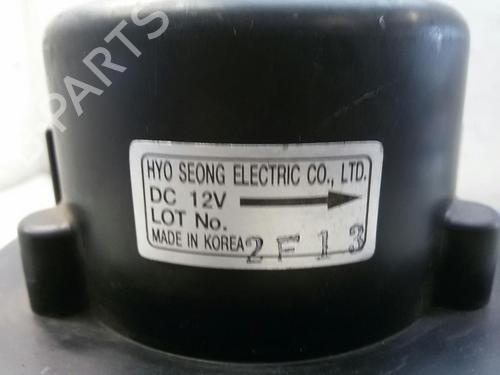 HYO SEONG ELECTRIC CO., LTD.
DC 12V
LOT No.
MADE IN KOREA 2F13
PARTS